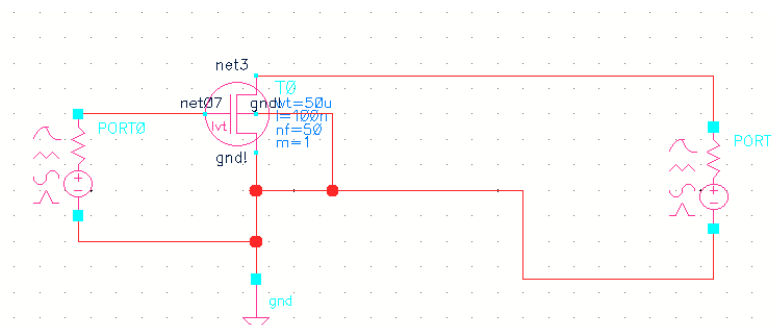 net3
T0
net07
gnd!
wt=50u
lvt
l=100n
nf=50
m=1
gnd!
PORT0
PORT
gnd